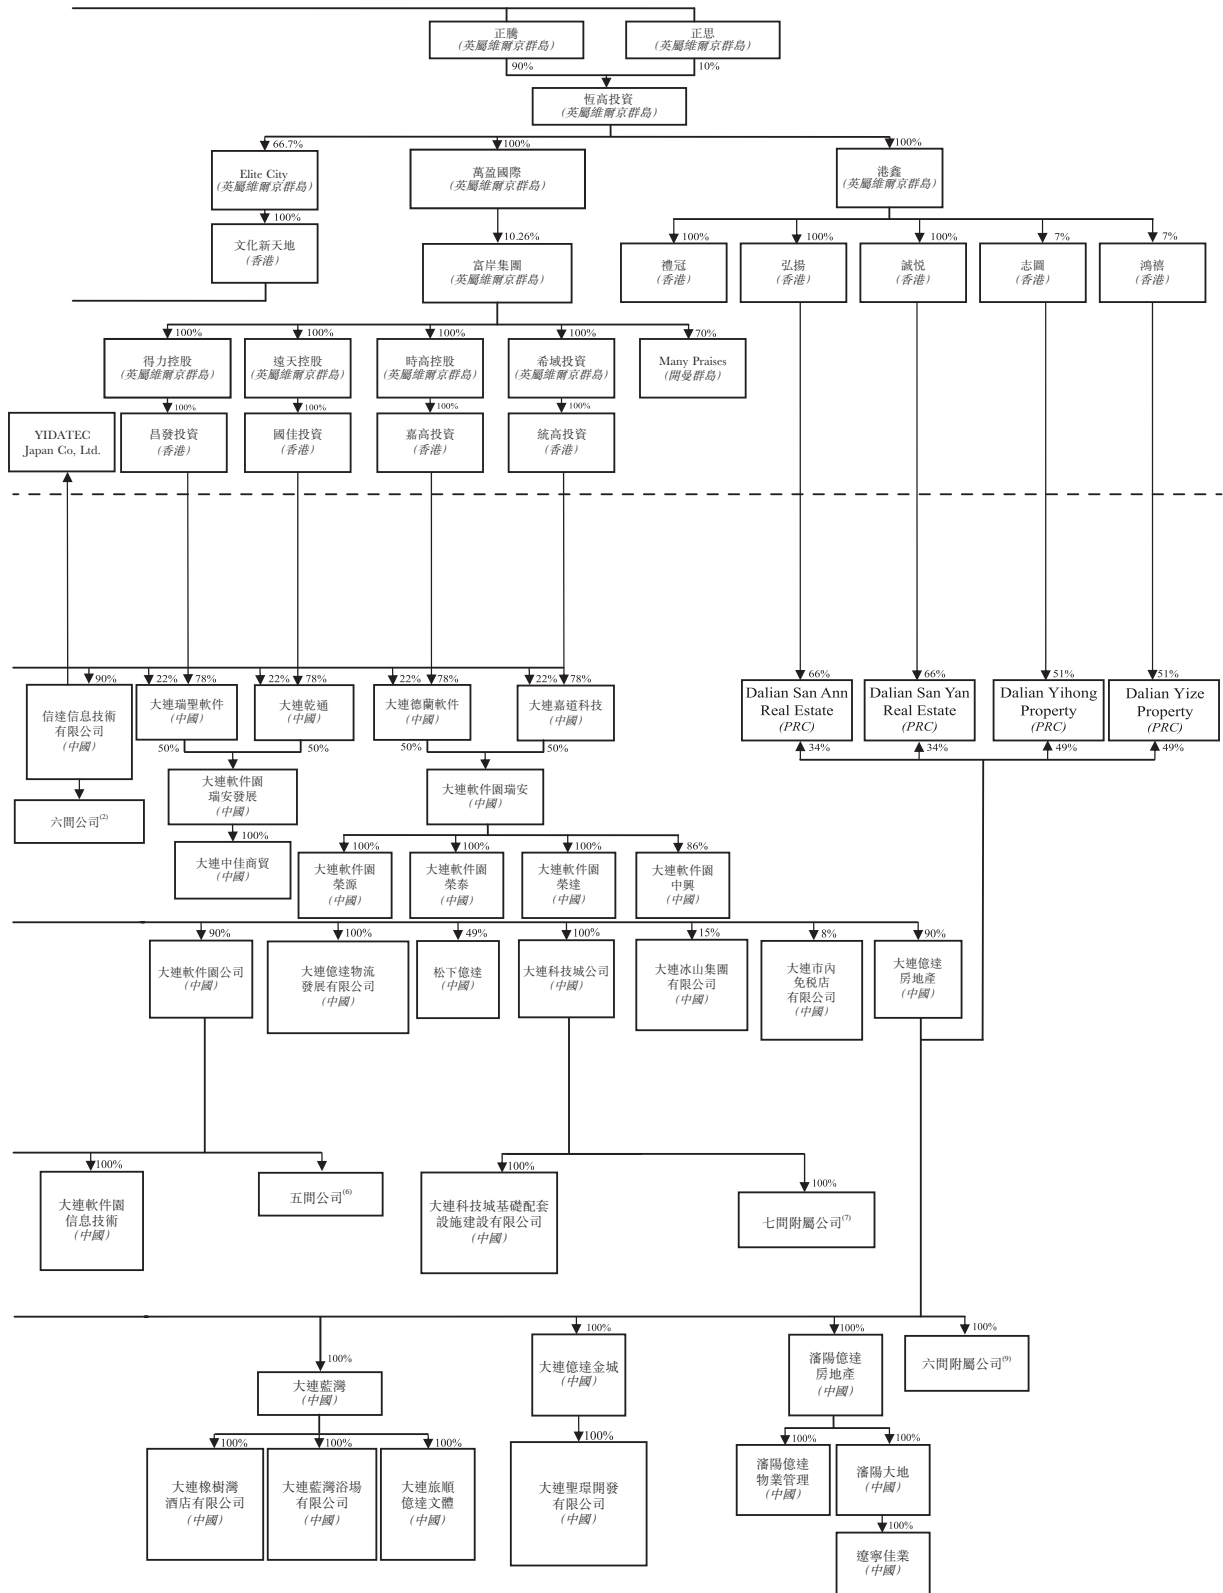 正騰
(英屬維爾京群島)
正思
(英屬維爾京群島)
90%
10%
恆高投資
(英屬維爾京群島)
66.7%
100%
100%
Elite City
(英屬維爾京群島)
萬盈國際
(英屬維爾京群島)
港鑫
(英屬維爾京群島)
100%
10.26%
100%
100%
100%
7%
7%
文化新天地
(香港)
富岸集團
(英屬維爾京群島)
禮冠
(香港)
弘揚
(香港)
誠悦
(香港)
志圖
(香港)
鴻禧
(香港)
100%
100%
100%
100%
70%
得力控股
(英屬維爾京群島)
遠天控股
(英屬維爾京群島)
時高控股
(英屬維爾京群島)
希域投資
(英屬維爾京群島)
Many Praises
(開曼群島)
100%
100%
100%
100%
YIDATEC
Japan Co, Ltd.
昌發投資
(香港)
國佳投資
(香港)
嘉高投資
(香港)
統高投資
(香港)
90%
22%
78%
22%
78%
22%
78%
22%
78%
66%
66%
51%
51%
信達信息技術
有限公司
(中國)
大連瑞聖軟件
(中國)
大連乾通
(中國)
大連德蘭軟件
(中國)
大連嘉道科技
(中國)
Dalian San Ann
Real Estate
(PRC)
Dalian San Yan
Real Estate
(PRC)
Dalian Yihong
Property
(PRC)
Dalian Yize
Property
(PRC)
50%
50%
50%
50%
34%
34%
49%
49%
大連軟件園
瑞安發展
(中國)
大連軟件園瑞安
(中國)
六間公司(2)
100%
100%
100%
100%
86%
大連中佳商貿
(中國)
大連軟件園
榮源
(中國)
大連軟件園
榮泰
(中國)
大連軟件園
榮達
(中國)
大連軟件園
中興
(中國)
90%
100%
49%
100%
15%
8%
90%
大連軟件園公司
(中國)
大連億達物流
發展有限公司
(中國)
松下億達
(中國)
大連科技城公司
(中國)
大連冰山集團
有限公司
(中國)
大連市內
免税店
有限公司
(中國)
大連億達
房地產
(中國)
100%
100%
100%
大連軟件園
信息技術
(中國)
五間公司(6)
大連科技城基礎配套
設施建設有限公司
(中國)
七間附屬公司(7)
100%
100%
100%
100%
大連藍灣
(中國)
大連億達金城
(中國)
瀋陽億達
房地產
(中國)
六間附屬公司(9)
100%
100%
100%
100%
100%
100%
大連橡樹灣
酒店有限公司
(中國)
大連藍灣浴場
有限公司
(中國)
大連旅順
億達文體
(中國)
大連聖環開發
有限公司
(中國)
瀋陽億達
物業管理
(中國)
瀋陽大地
(中國)
100%
遼寧佳業
(中國)